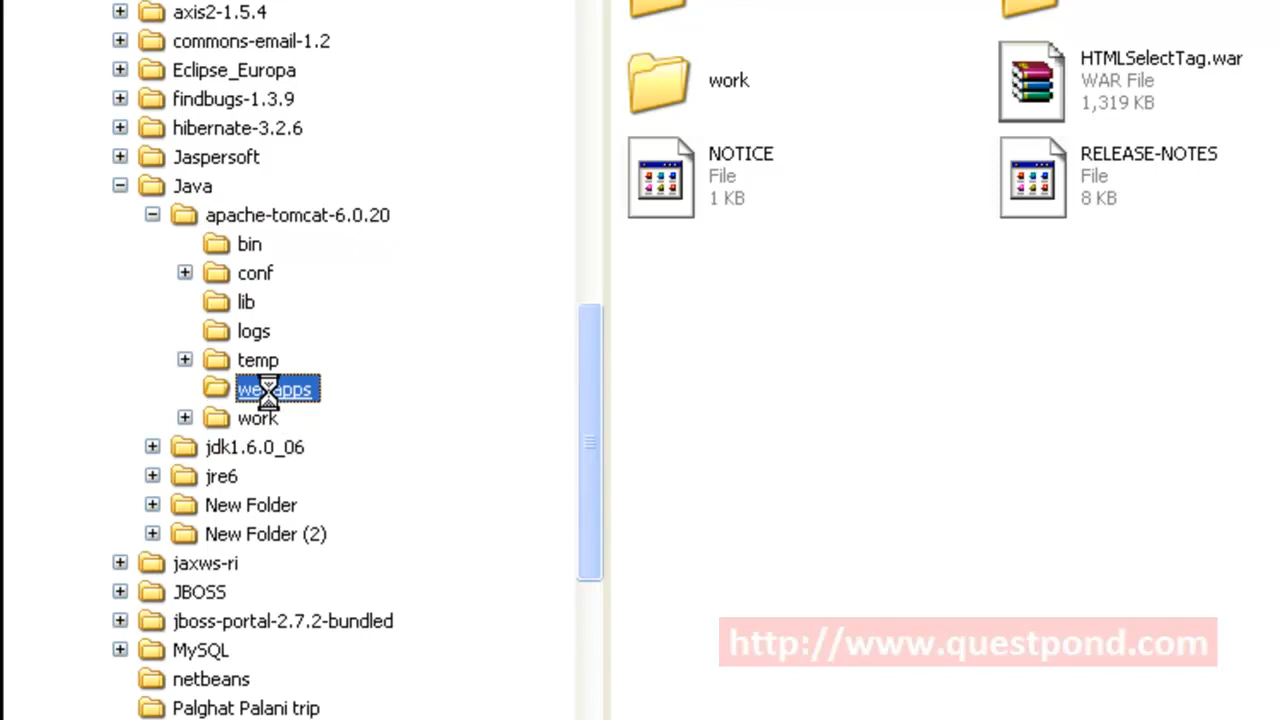 axis2-1.5.4
commons-email-1.2
Eclipse_Europa
findbugs-1.3.9
hibernate-3.2.6
Jaspersoft
Java
apache-tomcat-6.0.20
bin
conf
lib
logs
temp
webapps
work
jdk1.6.0_06
jre6
New Folder
New Folder (2)
jaxws-ri
JBOSS
jboss-portal-2.7.2-bundled
MySQL
netbeans
Palghat Palani trip
work
HTMLSelectTag.war
WAR File
1,319 KB
NOTICE
File
1 KB
RELEASE-NOTES
File
8 KB
http://www.questpond.com